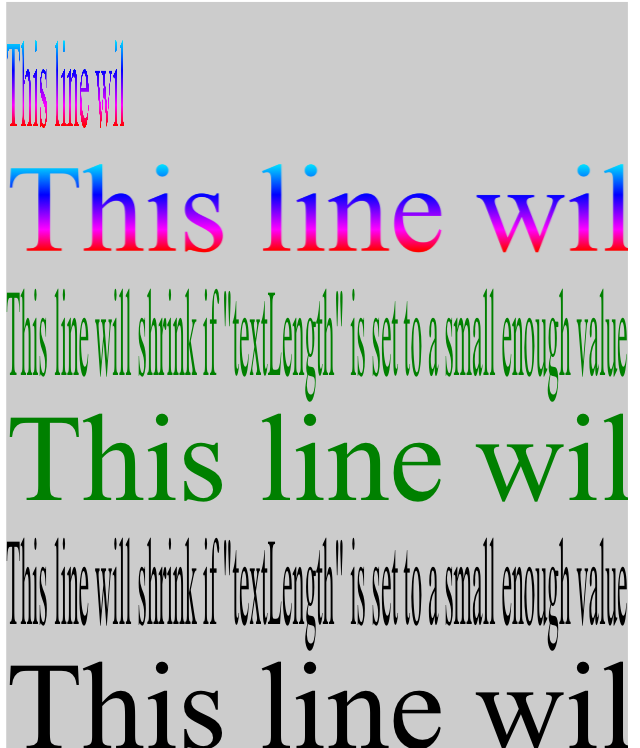 This line wil
This line wil
This line will shrink if "textLength" is set to a small enough value
This line wil
This line will shrink if "textLength" is set to a small enough value
This line wil